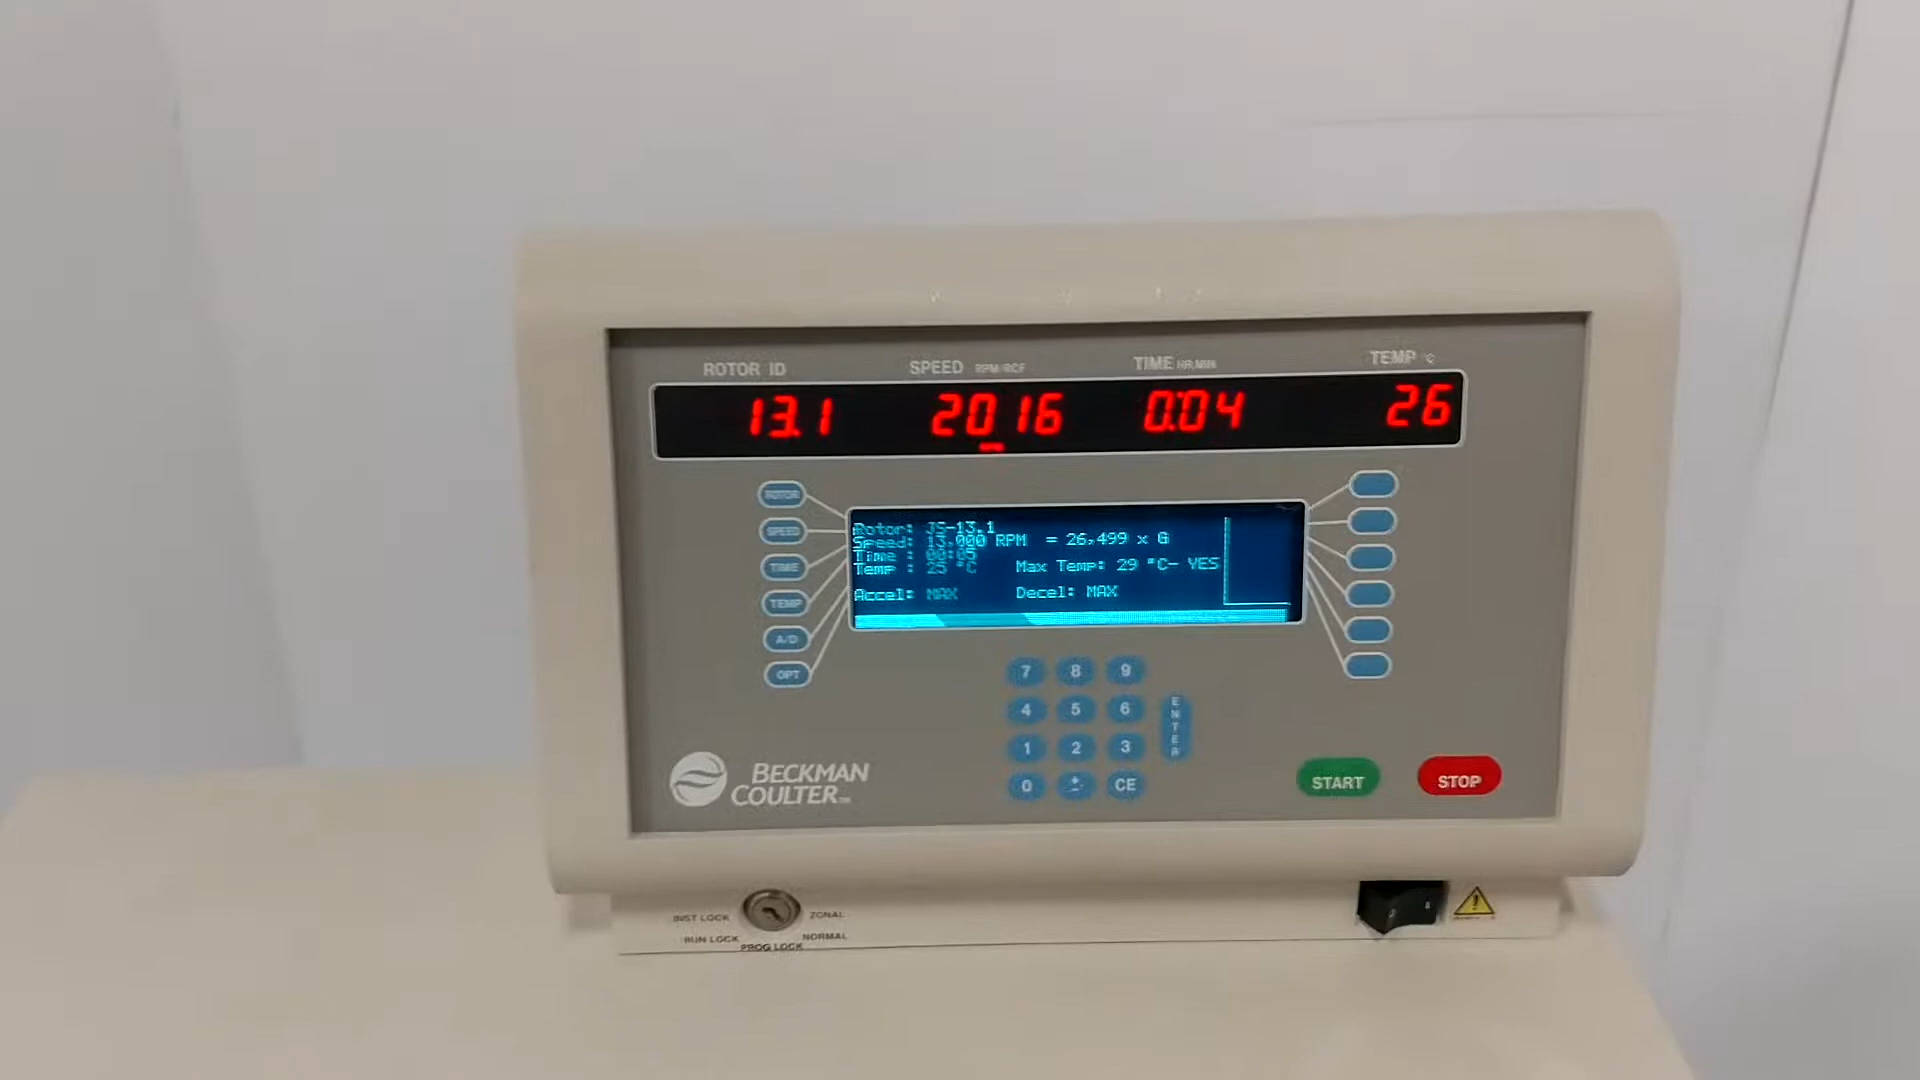 ROTOR ID SPEED RPM/RCF TIME HR:MIN TEMP °C
13.1 2016 0:04 26
ROTOR
SPEED
TIME
TEMP
A/D
OPT
Rotor: JS-13.1
Speed: 13,000 RPM = 26,499 x G
Time : 00:05
Temp : 25 °C Max Temp: 29 °C- YES
Accel: MAX Decel: MAX
7 8 9
4 5 6
1 2 3
0 ± CE
ENTER
START STOP
BECKMAN
COULTER™
INST LOCK ZONAL
RUN LOCK NORMAL
PROG LOCK